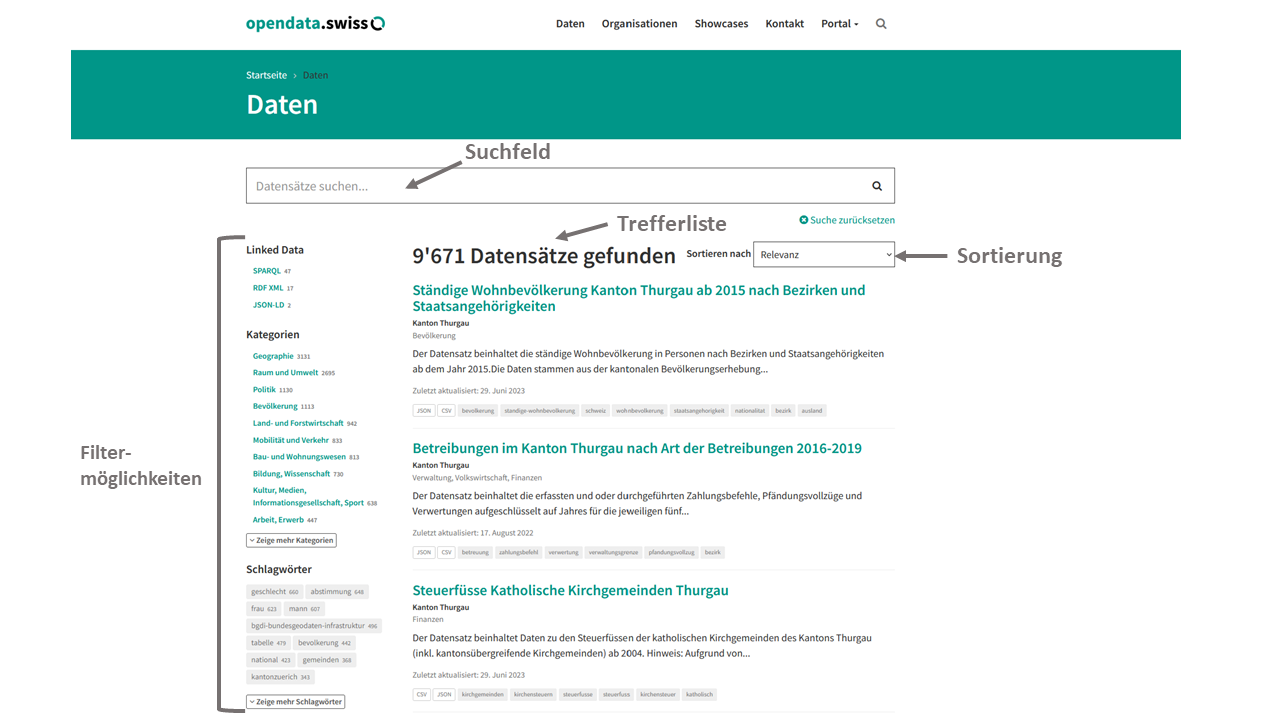 opendata.swiss
Daten Organisationen Showcases Kontakt Portal
Startseite › Daten
Daten
Suchfeld
Datensätze suchen...
Suche zurücksetzen
Trefferliste
9'671 Datensätze gefunden
Sortieren nach Relevanz
Sortierung
Filter-
möglichkeiten
Linked Data
SPARQL 47
RDF XML 17
JSON-LD 2
Kategorien
Geographie 3131
Raum und Umwelt 2695
Politik 1130
Bevölkerung 1113
Land- und Forstwirtschaft 942
Mobilität und Verkehr 833
Bau- und Wohnungswesen 813
Bildung, Wissenschaft 730
Kultur, Medien,
Informationsgesellschaft, Sport 638
Arbeit, Erwerb 447
Zeige mehr Kategorien
Schlagwörter
geschlecht 660 abstimmung 648
frau 623 mann 607
bgdi-bundesgeodaten-infrastruktur 496
tabelle 479 bevolkerung 442
national 423 gemeinden 368
kantonzuerich 343
Zeige mehr Schlagwörter
Ständige Wohnbevölkerung Kanton Thurgau ab 2015 nach Bezirken und
Staatsangehörigkeiten
Kanton Thurgau
Bevölkerung
Der Datensatz beinhaltet die ständige Wohnbevölkerung in Personen nach Bezirken und Staatsangehörigkeiten
ab dem Jahr 2015.Die Daten stammen aus der kantonalen Bevölkerungserhebung...
Zuletzt aktualisiert: 29. Juni 2023
JSON CSV bevolkerung standige-wohnbevolkerung schweiz wohnbevolkerung staatsangehorigkeit nationalitat bezirk ausland
Betreibungen im Kanton Thurgau nach Art der Betreibungen 2016-2019
Kanton Thurgau
Verwaltung, Volkswirtschaft, Finanzen
Der Datensatz beinhaltet die erfassten und oder durchgeführten Zahlungsbefehle, Pfändungsvollzüge und
Verwertungen aufgeschlüsselt auf Jahres für die jeweiligen fünf...
Zuletzt aktualisiert: 17. August 2022
JSON CSV betreuung zahlungsbefehl verwertung verwaltungsgrenze pfandungsvollzug bezirk
Steuerfüsse Katholische Kirchgemeinden Thurgau
Kanton Thurgau
Finanzen
Der Datensatz beinhaltet Daten zu den Steuerfüssen der katholischen Kirchgemeinden des Kantons Thurgau
(inkl. kantonsübergreifende Kirchgemeinden) ab 2004. Hinweis: Aufgrund von...
Zuletzt aktualisiert: 29. Juni 2023
CSV JSON kirchgemeinden kirchensteuern steuerfusse steuerfuss kirchensteuer katholisch